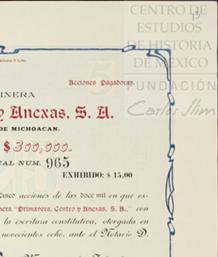 CENTRO DE
ESTUDIOS
DE HISTORIA
DE MÉXICO
FUNDACIÓN
Carlos Slim
Acciones Pagadoras.
INERA
y Anexas, S. A.
DE MICHOACAN.
$300,000.
AL NUM. 965
EXHIBIDO: $ 15,00
Cinco acciones de las doce mil en que es-
nera "Primavera, Centro y Anexas, S. A." con
la escritura constitutiva, otorgada en
novecientos ocho, ante el Notario D.